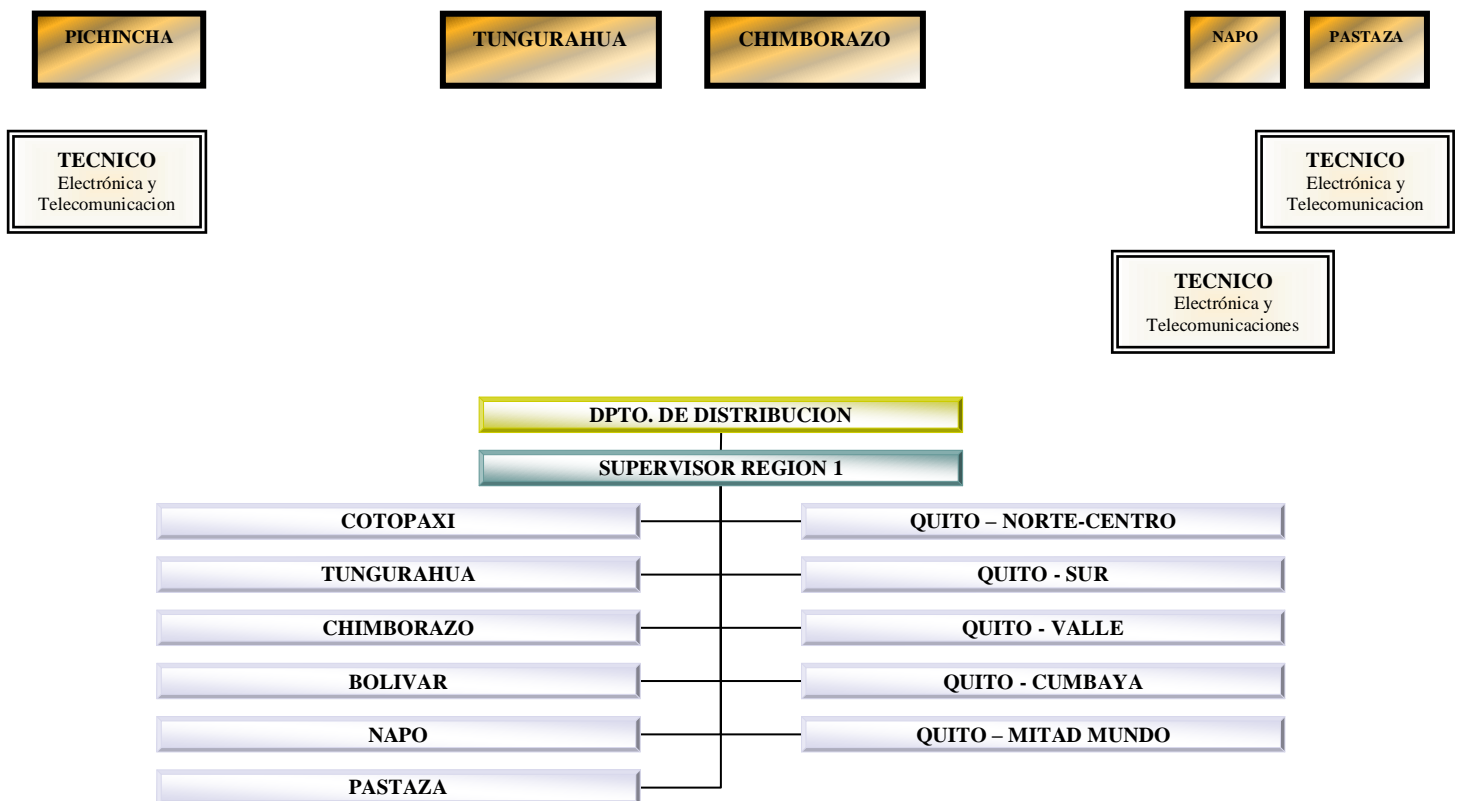 PICHINCHA
TUNGURAHUA
CHIMBORAZO
NAPO
PASTAZA
TECNICO
Electrónica y
Telecomunicacion
TECNICO
Electrónica y
Telecomunicacion
TECNICO
Electrónica y
Telecomunicaciones
DPTO. DE DISTRIBUCION
SUPERVISOR REGION 1
COTOPAXI
QUITO – NORTE-CENTRO
TUNGURAHUA
QUITO - SUR
CHIMBORAZO
QUITO - VALLE
BOLIVAR
QUITO - CUMBAYA
NAPO
QUITO – MITAD MUNDO
PASTAZA